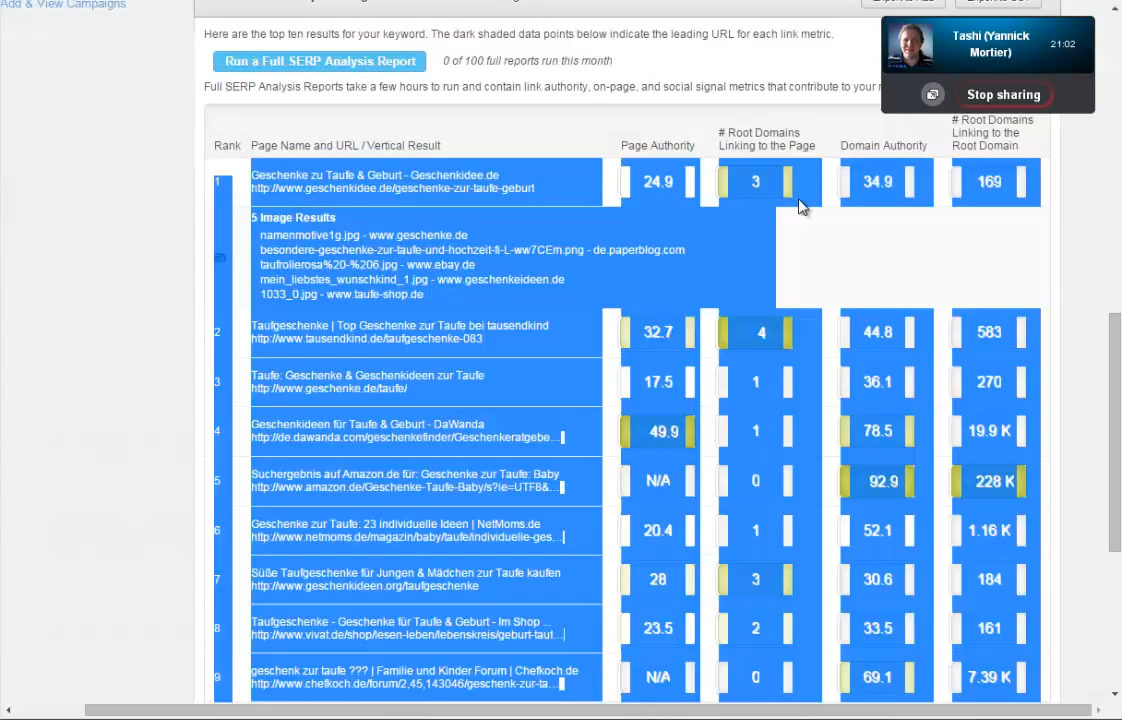 Add & View Campaigns
Here are the top ten results for your keyword. The dark shaded data points below indicate the leading URL for each link metric.
Tashi (Yannick
Mortier)
21:02
Run a Full SERP Analysis Report
0 of 100 full reports run this month
Full SERP Analysis Reports take a few hours to run and contain link authority, on-page, and social signal metrics that contribute to your
Stop sharing
Rank
Page Name and URL / Vertical Result
Page Authority
# Root Domains
Linking to the Page
Domain Authority
# Root Domains
Linking to the
Root Domain
1
Geschenke zu Taufe & Geburt - Geschenkidee.de
http://www.geschenkidee.de/geschenke-zur-taufe-geburt
24.9
3
34.9
169
5 Image Results
namenmotive1g.jpg - www.geschenke.de
besondere-geschenke-zur-taufe-und-hochzeit-fi-L-ww7CEm.png - de.paperblog.com
taufrollerosa%20-%206.jpg - www.ebay.de
mein_liebstes_wunschkind_1.jpg - www.geschenkideen.de
1033_0.jpg - www.taufe-shop.de
2
Taufgeschenke | Top Geschenke zur Taufe bei tausendkind
http://www.tausendkind.de/taufgeschenke-083
32.7
4
44.8
583
3
Taufe: Geschenke & Geschenkideen zur Taufe
http://www.geschenke.de/taufe/
17.5
1
36.1
270
4
Geschenkideen für Taufe & Geburt - DaWanda
http://de.dawanda.com/geschenkefinder/Geschenkeratgebe...
49.9
1
78.5
19.9 K
5
Suchergebnis auf Amazon.de für: Geschenke zur Taufe: Baby
http://www.amazon.de/Geschenke-Taufe-Baby/s?ie=UTF8&...
N/A
0
92.9
228 K
6
Geschenke zur Taufe: 23 individuelle Ideen | NetMoms.de
http://www.netmoms.de/magazin/baby/taufe/individuelle-ges...
20.4
1
52.1
1.16 K
7
Süße Taufgeschenke für Jungen & Mädchen zur Taufe kaufen
http://www.geschenkideen.org/taufgeschenke
28
3
30.6
184
8
Taufgeschenke - Geschenke für Taufe & Geburt - Im Shop ...
http://www.vivat.de/shop/lesen-leben/lebenskreis/geburt-tauf...
23.5
2
33.5
161
9
geschenk zur taufe ??? | Familie und Kinder Forum | Chefkoch.de
http://www.chefkoch.de/forum/2,45,143046/geschenk-zur-ta...
N/A
0
69.1
7.39 K